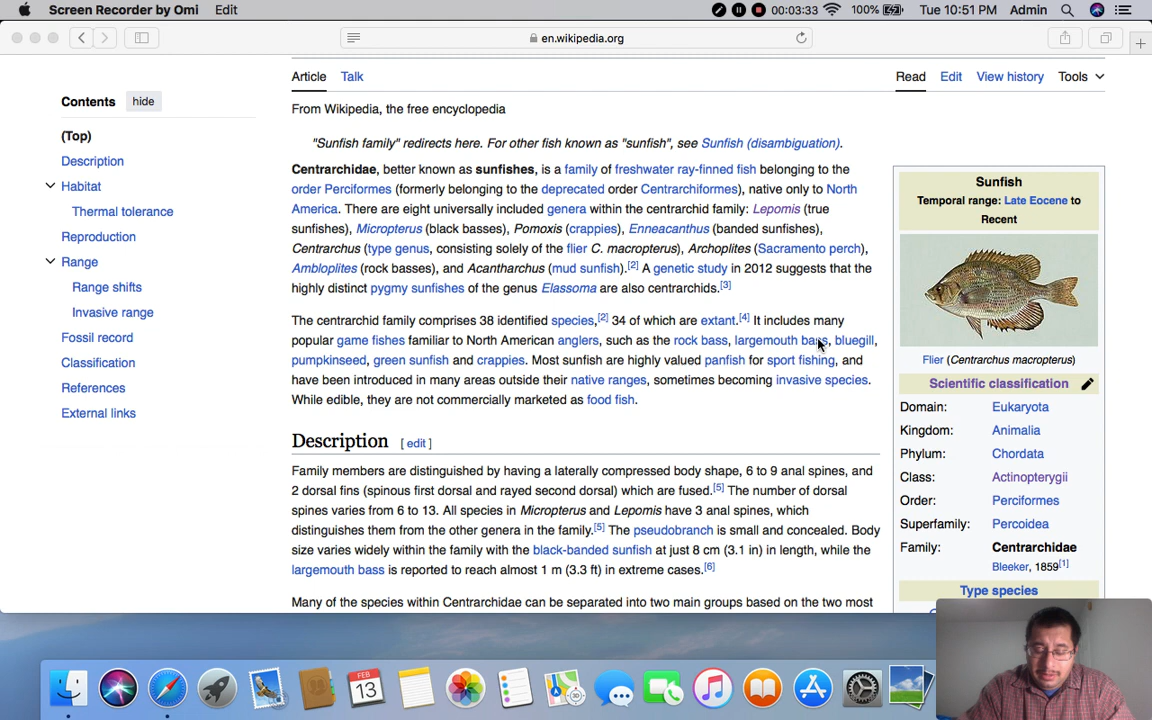 Screen Recorder by Omi Edit 00:03:33 100% Tue 10:51 PM Admin
en.wikipedia.org
Article Talk Read Edit View history Tools
Contents hide
(Top)
Description
Habitat
Thermal tolerance
Reproduction
Range
Range shifts
Invasive range
Fossil record
Classification
References
External links
From Wikipedia, the free encyclopedia
"Sunfish family" redirects here. For other fish known as "sunfish", see Sunfish (disambiguation).
Centrarchidae, better known as sunfishes, is a family of freshwater ray-finned fish belonging to the
order Perciformes (formerly belonging to the deprecated order Centrarchiformes), native only to North
America. There are eight universally included genera within the centrarchid family: Lepomis (true
sunfishes), Micropterus (black basses), Pomoxis (crappies), Enneacanthus (banded sunfishes),
Centrarchus (type genus, consisting solely of the flier C. macropterus), Archoplites (Sacramento perch),
Ambloplites (rock basses), and Acantharchus (mud sunfish).[2] A genetic study in 2012 suggests that the
highly distinct pygmy sunfishes of the genus Elassoma are also centrarchids.[3]
The centrarchid family comprises 38 identified species,[2] 34 of which are extant.[4] It includes many
popular game fishes familiar to North American anglers, such as the rock bass, largemouth bass, bluegill,
pumpkinseed, green sunfish and crappies. Most sunfish are highly valued panfish for sport fishing, and
have been introduced in many areas outside their native ranges, sometimes becoming invasive species.
While edible, they are not commercially marketed as food fish.
Description [ edit ]
Family members are distinguished by having a laterally compressed body shape, 6 to 9 anal spines, and
2 dorsal fins (spinous first dorsal and rayed second dorsal) which are fused.[5] The number of dorsal
spines varies from 6 to 13. All species in Micropterus and Lepomis have 3 anal spines, which
distinguishes them from the other genera in the family.[5] The pseudobranch is small and concealed. Body
size varies widely within the family with the black-banded sunfish at just 8 cm (3.1 in) in length, while the
largemouth bass is reported to reach almost 1 m (3.3 ft) in extreme cases.[6]
Many of the species within Centrarchidae can be separated into two main groups based on the two most
Sunfish
Temporal range: Late Eocene to
Recent
Flier (Centrarchus macropterus)
Scientific classification
Domain: Eukaryota
Kingdom: Animalia
Phylum: Chordata
Class: Actinopterygii
Order: Perciformes
Superfamily: Percoidea
Family: Centrarchidae
Bleeker, 1859[1]
Type species
FEB
13